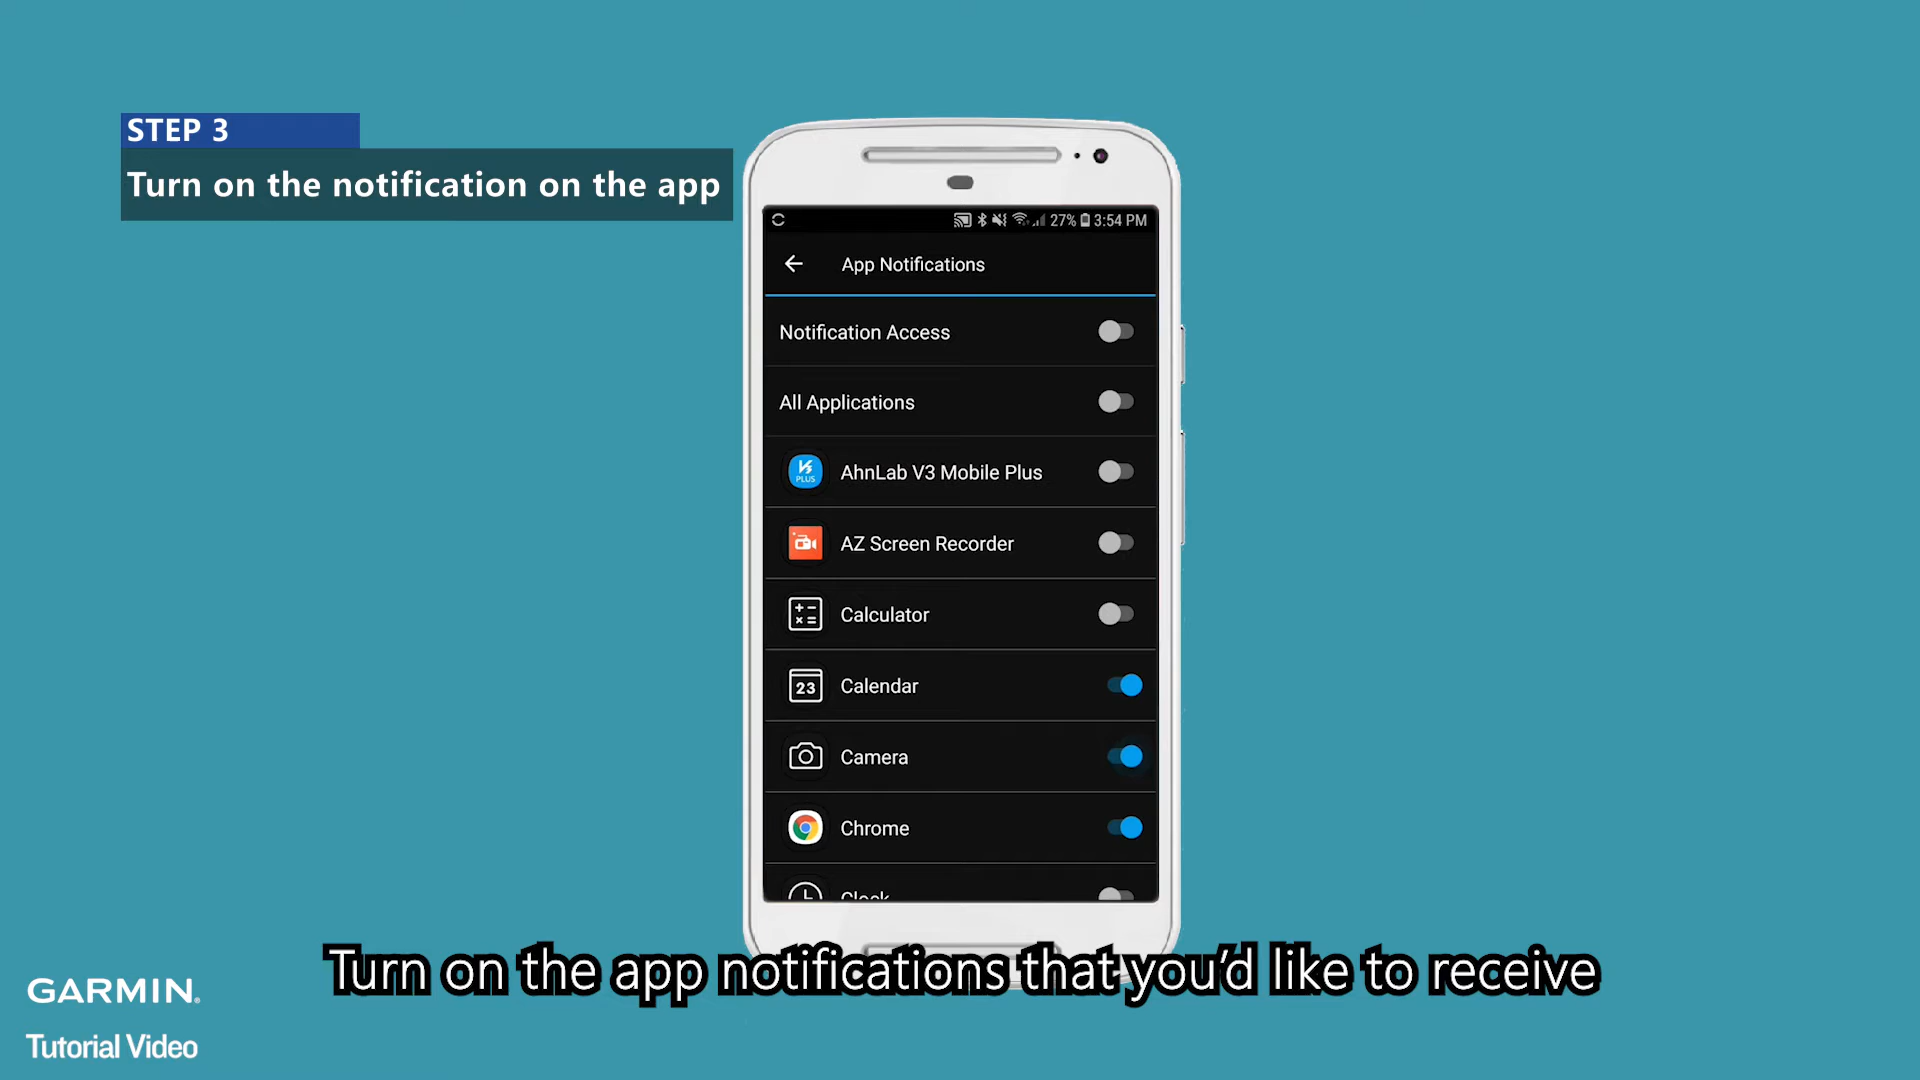 STEP 3
Turn on the notification on the app
27% 3:54 PM
App Notifications
Notification Access
All Applications
PLUS
AhnLab V3 Mobile Plus
AZ Screen Recorder
Calculator
23
Calendar
Camera
Chrome
Clock
Turn on the app notifications that you'd like to receive
GARMIN.
Tutorial Video